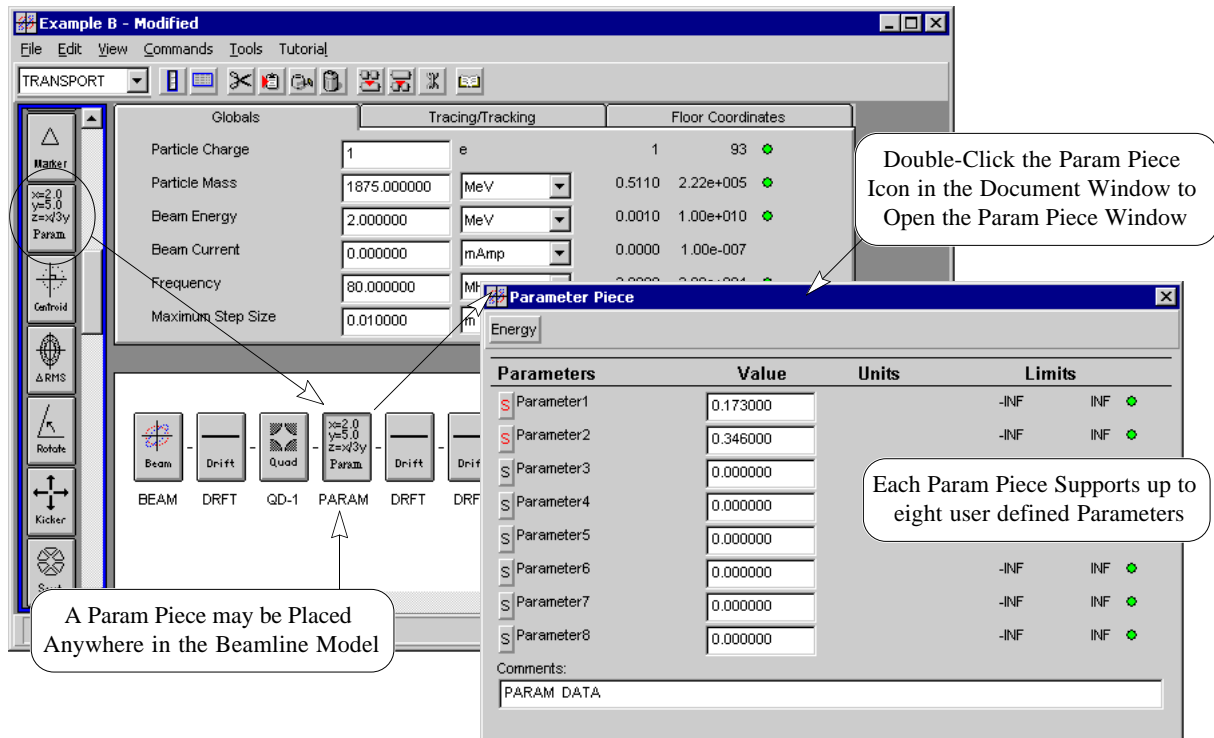 Example B - Modified
File Edit View Commands Tools Tutorial
TRANSPORT
Globals Tracing/Tracking Floor Coordinates
Marker
x=2.0
y=5.0
z=x/3y
Param
Centroid
ΔRMS
Rotate
Kicker
Particle Charge 1 e 1 93
Particle Mass 1875.000000 MeV 0.5110 2.22e+005
Beam Energy 2.000000 MeV 0.0010 1.00e+010
Beam Current 0.000000 mAmp 0.0000 1.00e-007
Frequency 80.000000
Maximum Step Size 0.010000 m
Double-Click the Param Piece
Icon in the Document Window to
Open the Param Piece Window
Beam Drift Quad
x=2.0
y=5.0
z=x/3y
Param Drift
BEAM DRFT QD-1 PARAM DRFT
A Param Piece may be Placed
Anywhere in the Beamline Model
Parameter Piece
Energy
Parameters Value Units Limits
S Parameter1 0.173000 -INF INF
S Parameter2 0.346000 -INF INF
S Parameter3 0.000000
S Parameter4 0.000000
S Parameter5 0.000000
S Parameter6 0.000000 -INF INF
S Parameter7 0.000000 -INF INF
S Parameter8 0.000000 -INF INF
Each Param Piece Supports up to
eight user defined Parameters
Comments:
PARAM DATA